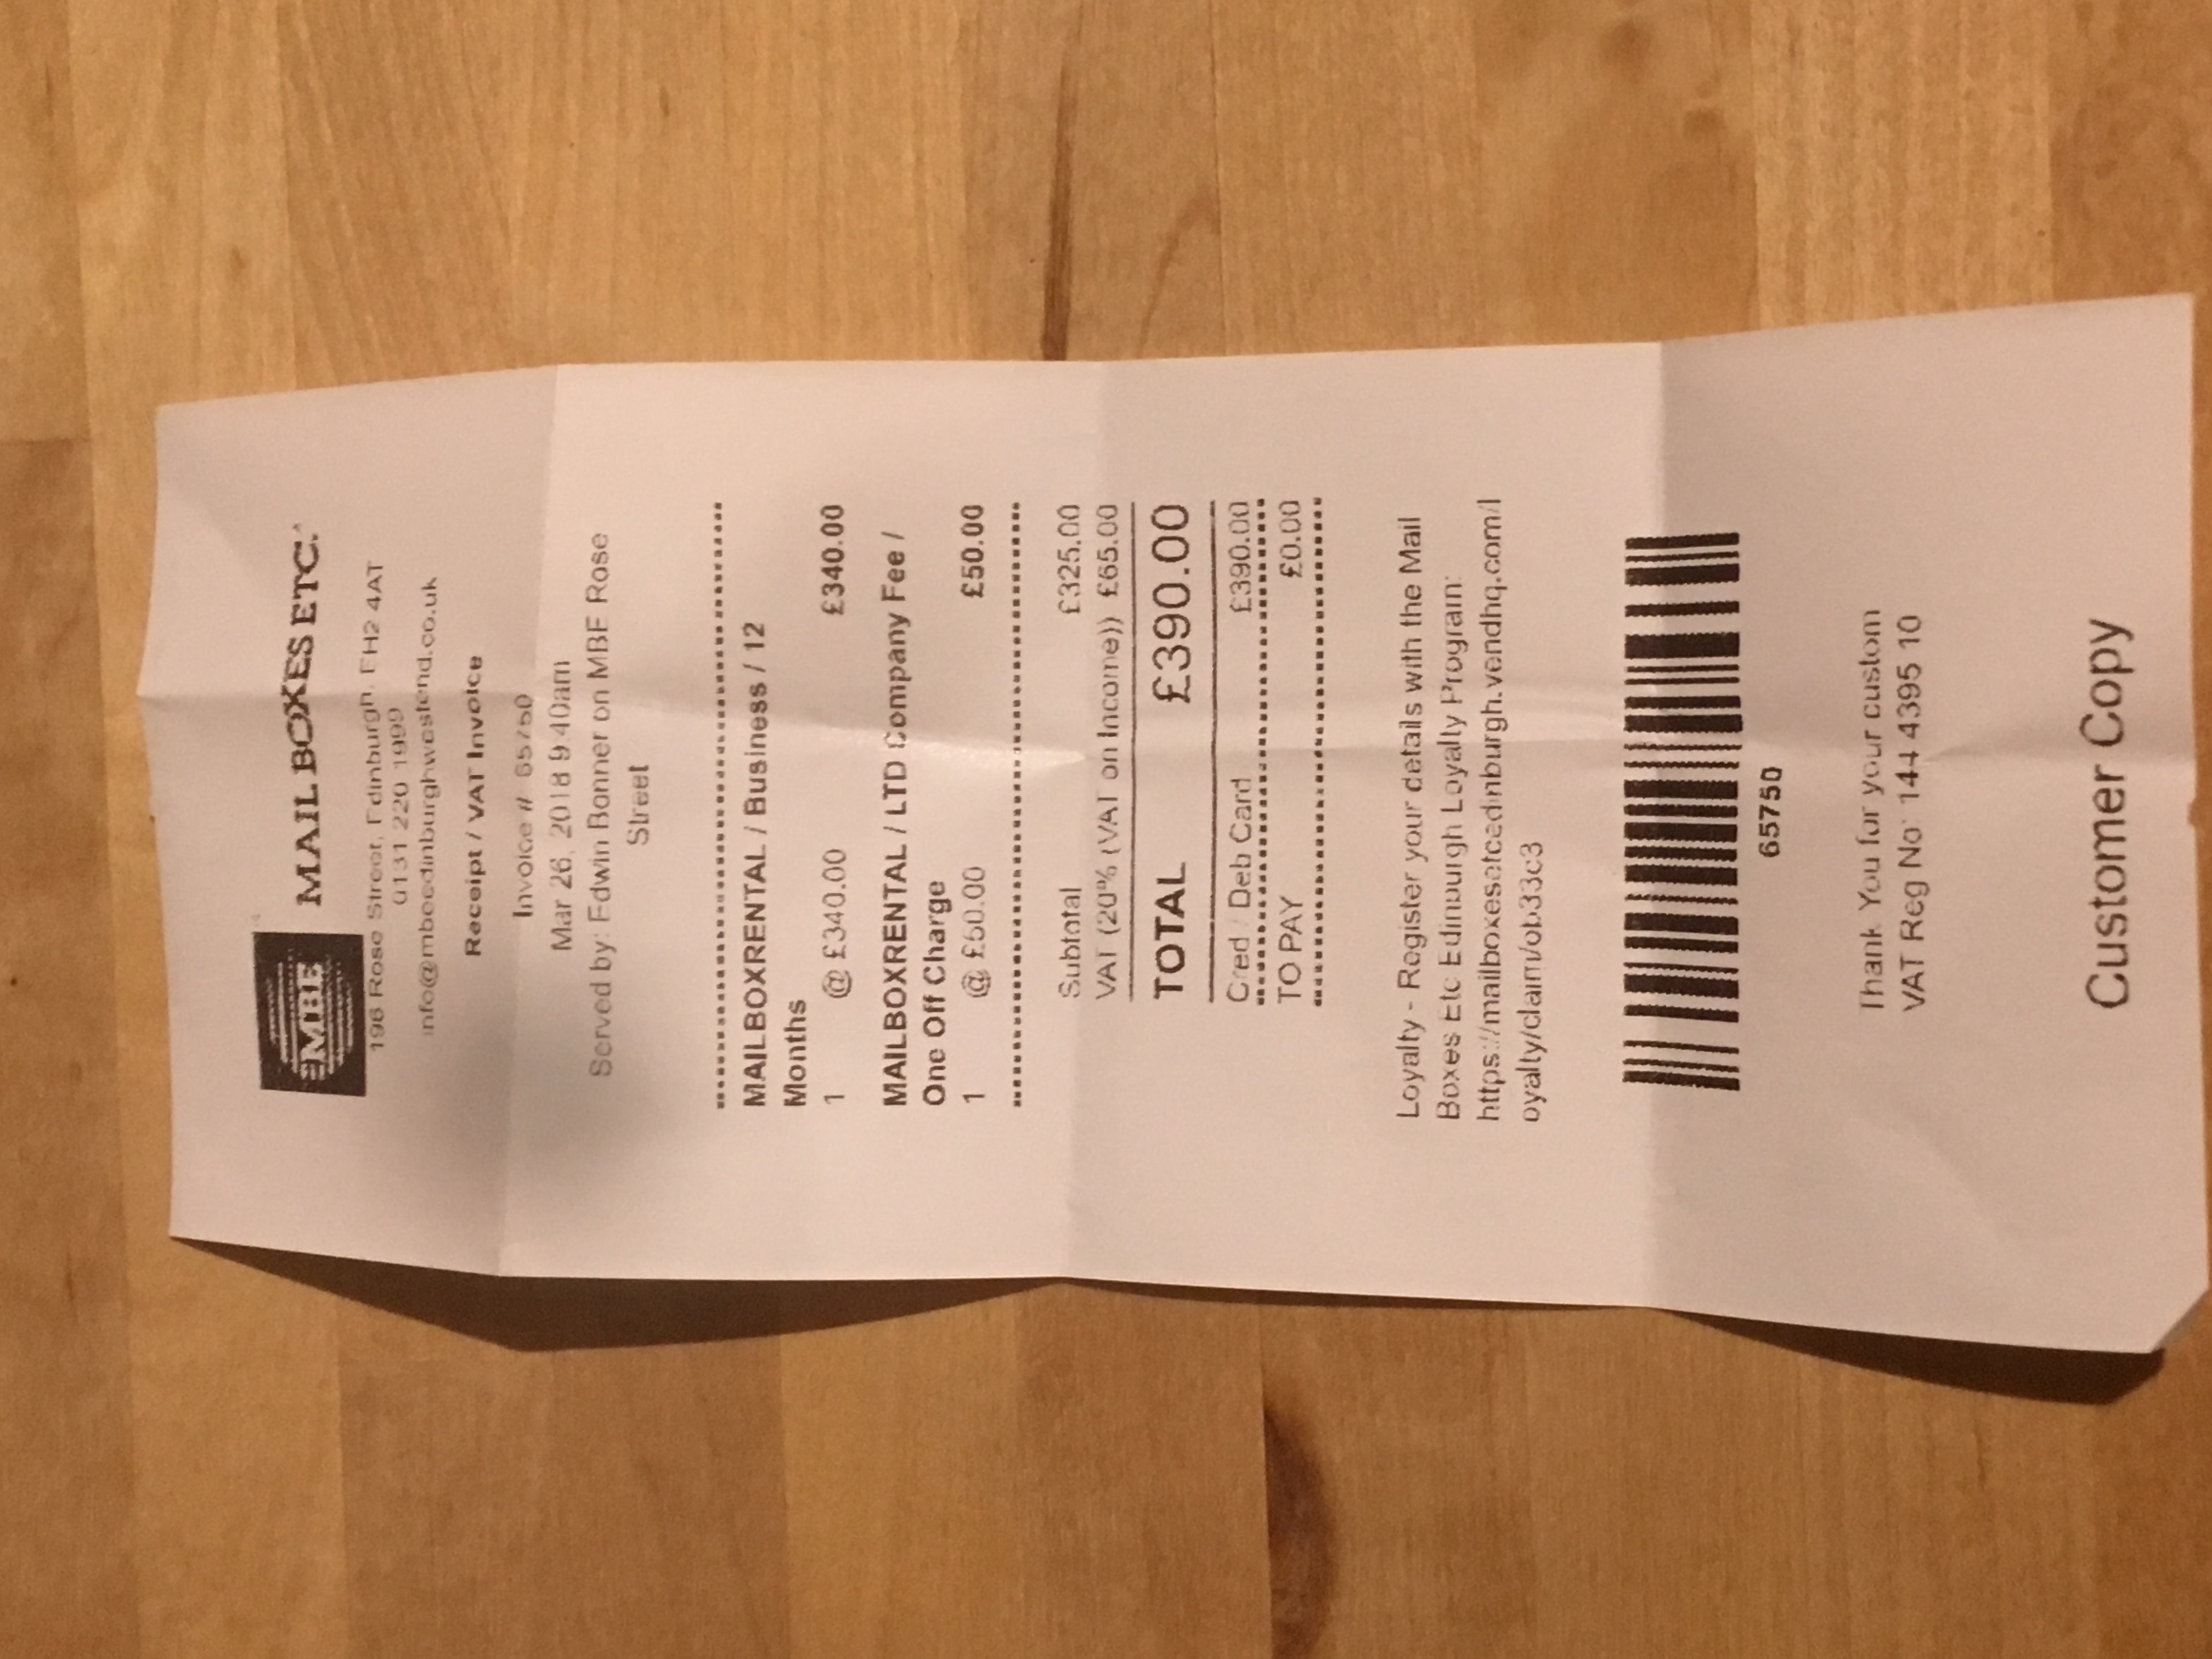 MBE
MAIL BOXES ETC.
196 Rose Street, Edinburgh, EH2 4AT
0131 220 1999
info@mbeedinburghwestend.co.uk
Receipt / VAT Invoice
Invoice # 65750
Mar 26, 2018 9:40am
Served by: Edwin Bonner on MBE Rose
Street
MAILBOXRENTAL / Business / 12
Months
1 @ £340.00 £340.00
MAILBOXRENTAL / LTD Company Fee /
One Off Charge
1 @ £50.00 £50.00
Subtotal £325.00
VAT (20% (VAT on Income)) £65.00
TOTAL £390.00
Cred / Deb Card £390.00
TO PAY £0.00
Loyalty - Register your details with the Mail
Boxes Etc Edinburgh Loyalty Program:
https://mailboxesetcedinburgh.vendhq.com/l
oyalty/claim/ob33c3
65750
Thank You for your custom
VAT Reg No: 144 4395 10
Customer Copy